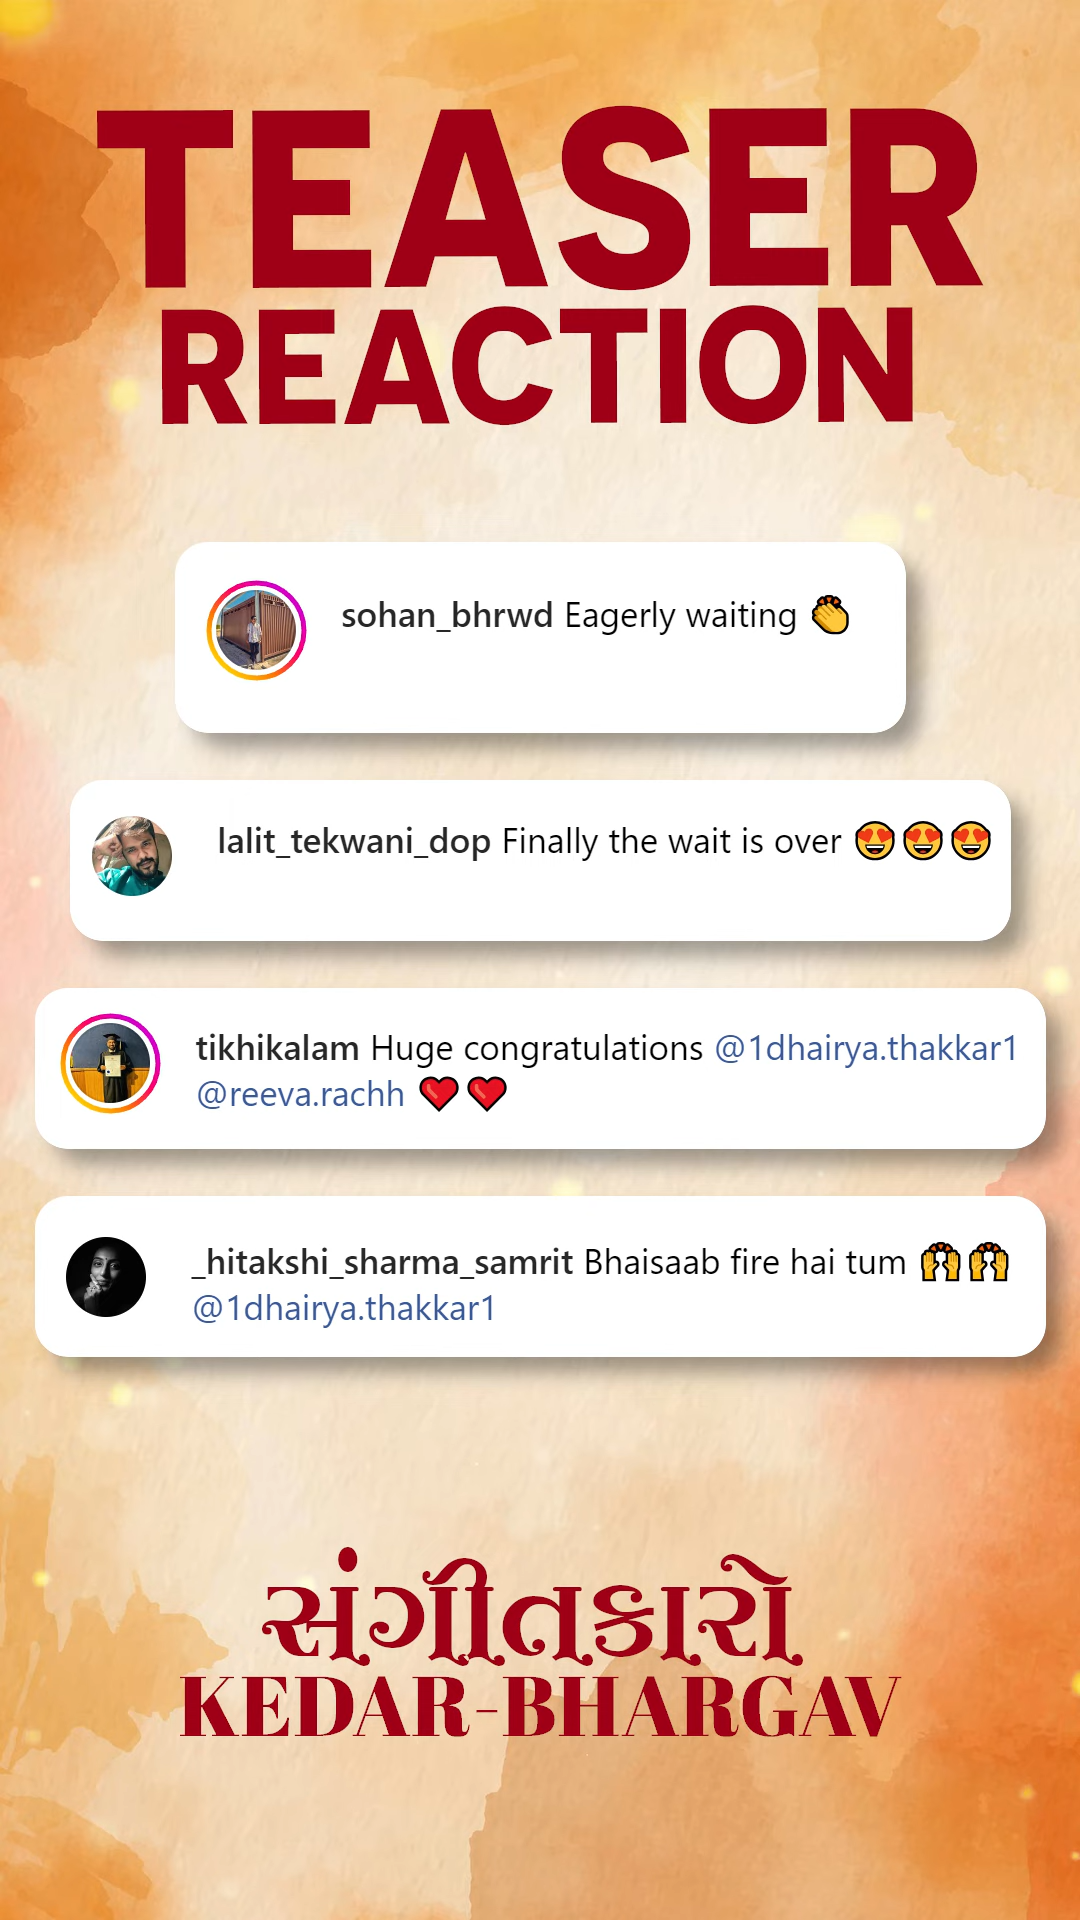 TEASER
REACTION
sohan_bhrwd Eagerly waiting 👏
lalit_tekwani_dop Finally the wait is over 😍😍😍
tikhikalam Huge congratulations @1dhairya.thakkar1
@reeva.rachh ❤️❤️
_hitakshi_sharma_samrit Bhaisaab fire hai tum 🙌🙌
@1dhairya.thakkar1
સંગીતકારો
KEDAR-BHARGAV